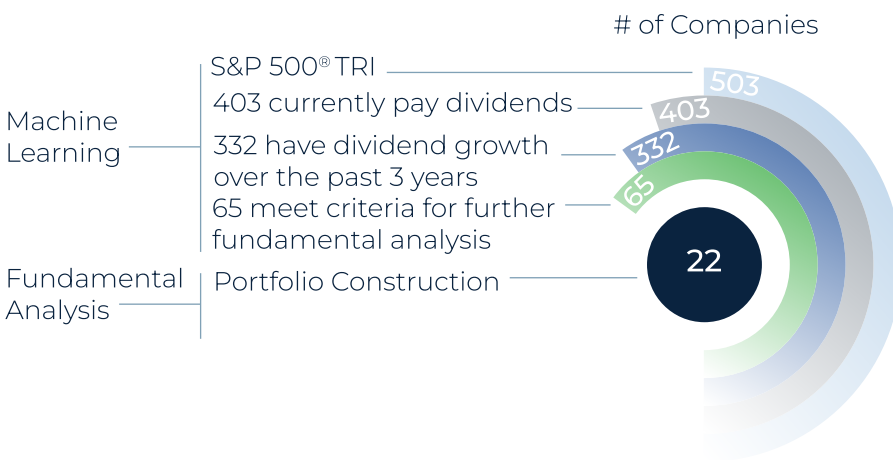 # of Companies
Machine
Learning
S&P 500® TRI
403 currently pay dividends
332 have dividend growth
over the past 3 years
65 meet criteria for further
fundamental analysis
Fundamental
Analysis
Portfolio Construction
503
403
332
65
22